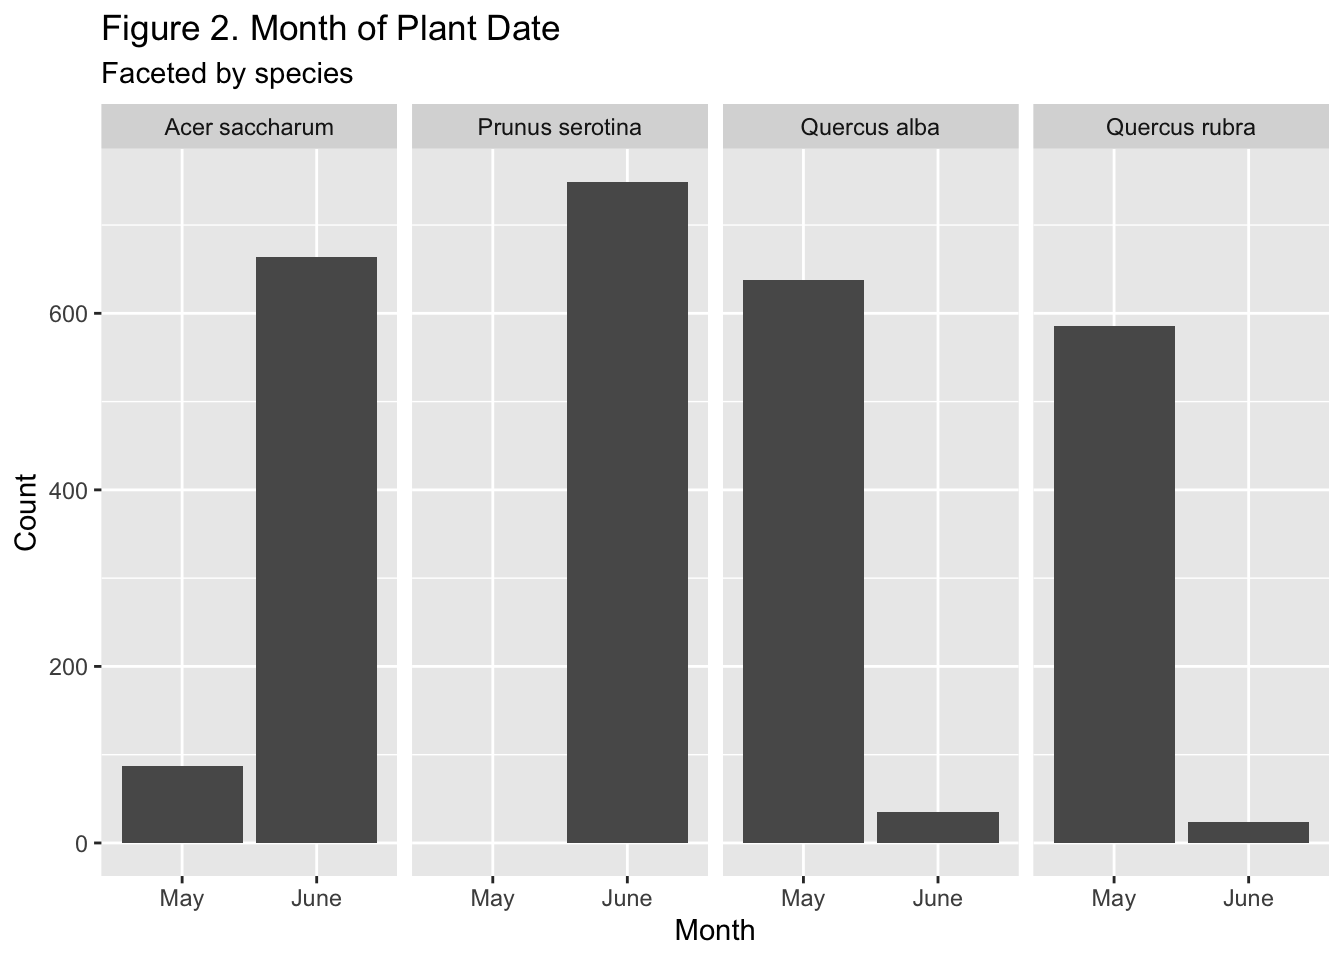 Figure 2. Month of Plant Date
Faceted by species
Acer saccharum
Prunus serotina
Quercus alba
Quercus rubra
600
400
200
0
Count
May
June
May
June
May
June
May
June
Month